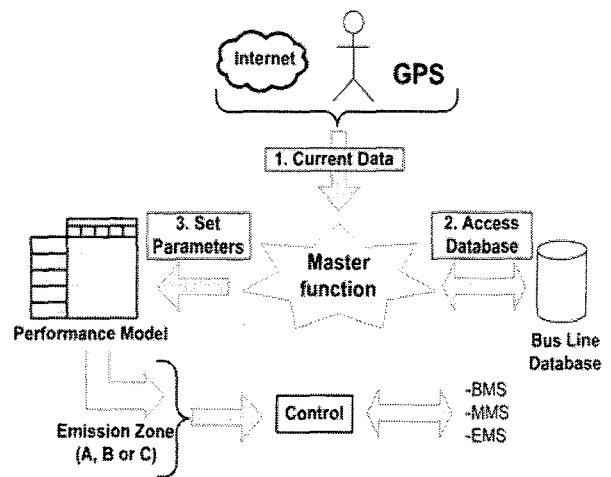 Internet
GPS
1. Current Data
3. Set
Parameters
2. Access
Database
Master
function
Performance Model
Bus Line
Database
Emission Zone
(A, B or C)
Control
-BMS
-MMS
-EMS